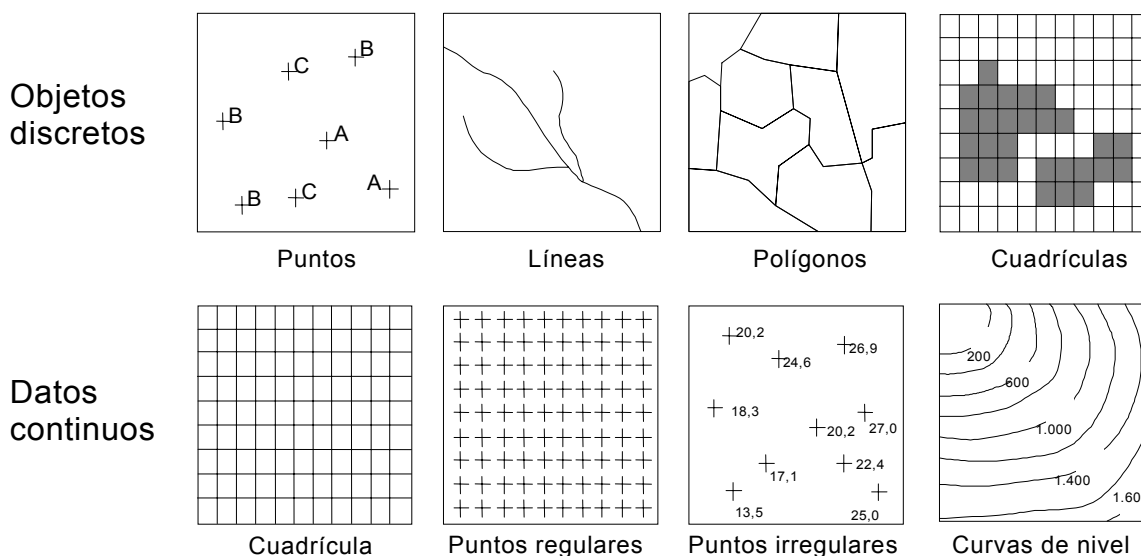 Objetos
discretos
B
C
B
A
A
B
C
Puntos
Líneas
Polígonos
Cuadrículas
Datos
continuos
20,2
24,6
26,9
18,3
20,2
27,0
17,1
22,4
13,5
25,0
200
600
1.000
1.400
1.60
Cuadrícula
Puntos regulares
Puntos irregulares
Curvas de nivel